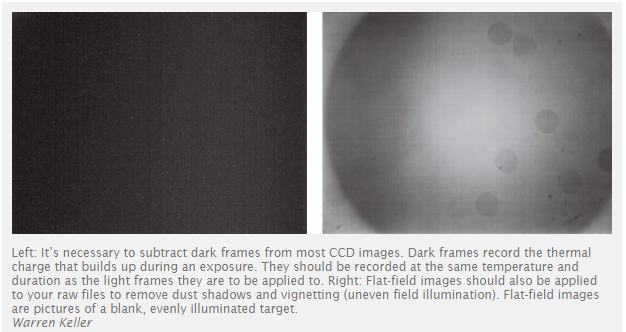 Left: It’s necessary to subtract dark frames from most CCD images. Dark frames record the thermal
charge that builds up during an exposure. They should be recorded at the same temperature and
duration as the light frames they are to be applied to. Right: Flat-field images should also be applied
to your raw files to remove dust shadows and vignetting (uneven field illumination). Flat-field images
are pictures of a blank, evenly illuminated target.
Warren Keller